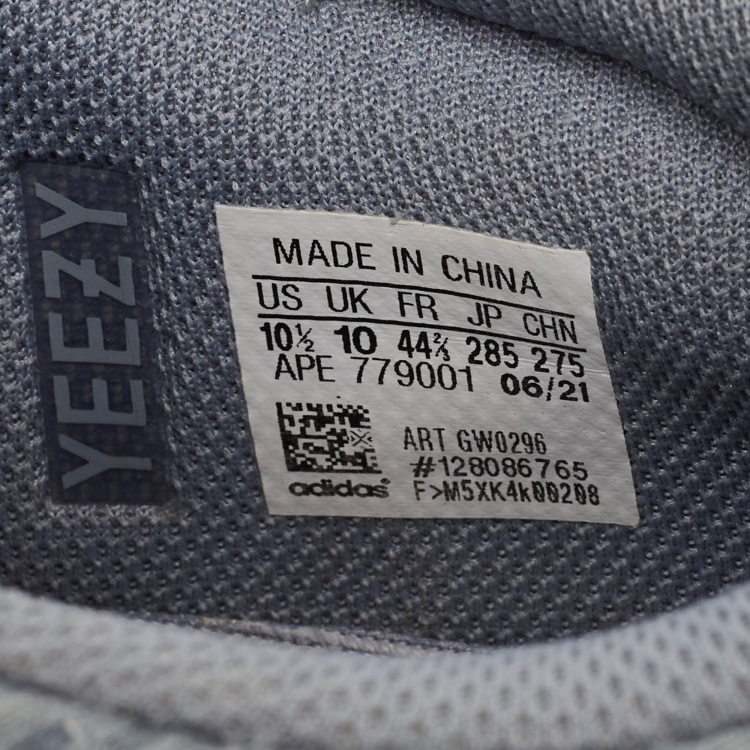 YEEZY
MADE IN CHINA
US UK FR JP CHN
10½ 10 44⅔ 285 275
APE 779001 06/21
ART GW0296
#128086765
adidas F>M5XK4k00208